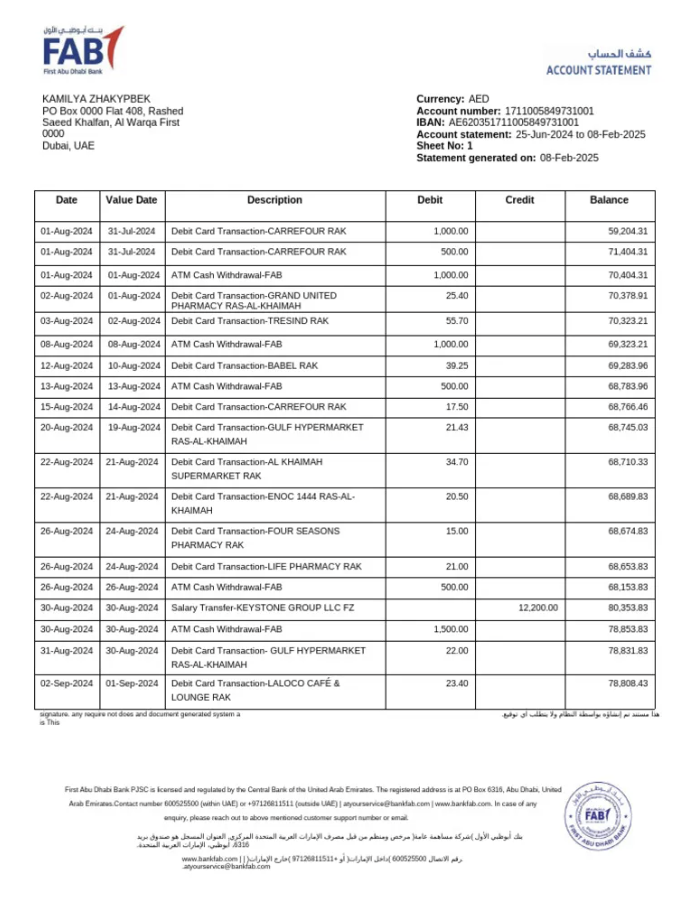 بنك أبوظبي الأول
FAB
First Abu Dhabi Bank
كشف الحساب
ACCOUNT STATEMENT
KAMILYA ZHAKYPBEK
PO Box 0000 Flat 408, Rashed
Saeed Khalfan, Al Warqa First
0000
Dubai, UAE
Currency: AED
Account number: 1711005849731001
IBAN: AE620351711005849731001
Account statement: 25-Jun-2024 to 08-Feb-2025
Sheet No: 1
Statement generated on: 08-Feb-2025
Date Value Date Description Debit Credit Balance
01-Aug-2024 31-Jul-2024 Debit Card Transaction-CARREFOUR RAK 1,000.00 59,204.31
01-Aug-2024 31-Jul-2024 Debit Card Transaction-CARREFOUR RAK 500.00 71,404.31
01-Aug-2024 01-Aug-2024 ATM Cash Withdrawal-FAB 1,000.00 70,404.31
02-Aug-2024 01-Aug-2024 Debit Card Transaction-GRAND UNITED 25.40 70,378.91
PHARMACY RAS-AL-KHAIMAH
03-Aug-2024 02-Aug-2024 Debit Card Transaction-TRESIND RAK 55.70 70,323.21
08-Aug-2024 08-Aug-2024 ATM Cash Withdrawal-FAB 1,000.00 69,323.21
12-Aug-2024 10-Aug-2024 Debit Card Transaction-BABEL RAK 39.25 69,283.96
13-Aug-2024 13-Aug-2024 ATM Cash Withdrawal-FAB 500.00 68,783.96
15-Aug-2024 14-Aug-2024 Debit Card Transaction-CARREFOUR RAK 17.50 68,766.46
20-Aug-2024 19-Aug-2024 Debit Card Transaction-GULF HYPERMARKET 21.43 68,745.03
RAS-AL-KHAIMAH
22-Aug-2024 21-Aug-2024 Debit Card Transaction-AL KHAIMAH 34.70 68,710.33
SUPERMARKET RAK
22-Aug-2024 21-Aug-2024 Debit Card Transaction-ENOC 1444 RAS-AL- 20.50 68,689.83
KHAIMAH
26-Aug-2024 24-Aug-2024 Debit Card Transaction-FOUR SEASONS 15.00 68,674.83
PHARMACY RAK
26-Aug-2024 24-Aug-2024 Debit Card Transaction-LIFE PHARMACY RAK 21.00 68,653.83
26-Aug-2024 26-Aug-2024 ATM Cash Withdrawal-FAB 500.00 68,153.83
30-Aug-2024 30-Aug-2024 Salary Transfer-KEYSTONE GROUP LLC FZ 12,200.00 80,353.83
30-Aug-2024 30-Aug-2024 ATM Cash Withdrawal-FAB 1,500.00 78,853.83
31-Aug-2024 30-Aug-2024 Debit Card Transaction- GULF HYPERMARKET 22.00 78,831.83
RAS-AL-KHAIMAH
02-Sep-2024 01-Sep-2024 Debit Card Transaction-LALOCO CAFÉ & 23.40 78,808.43
LOUNGE RAK
signature. any require not does and document generated system a
is This
هذا مستند تم إنشاؤه بواسطة النظام ولا يتطلب اي توقيع.
First Abu Dhabi Bank PJSC is licensed and regulated by the Central Bank of the United Arab Emirates. The registered address is at PO Box 6316, Abu Dhabi, United
Arab Emirates.Contact number 600525500 (within UAE) or +97126811511 (outside UAE) | atyourservice@bankfab.com | www.bankfab.com. In case of any
enquiry, please reach out to above mentioned customer support number or email.
بنك أبوظبي الأول )شركة مساهمة عامة( مرخص ومنظم من قبل مصرف الإمارات العربية المتحدة المركزي. العنوان المسجل هو صندوق بريد
6316، أبوظبي، الإمارات العربية المتحدة.
رقم الاتصال 600525500 )داخل الإمارات( أو +97126811511 )خارج الإمارات( | | www.bankfab.com
.atyourservice@bankfab.com
FAB
FIRST ABU DHABI BANK